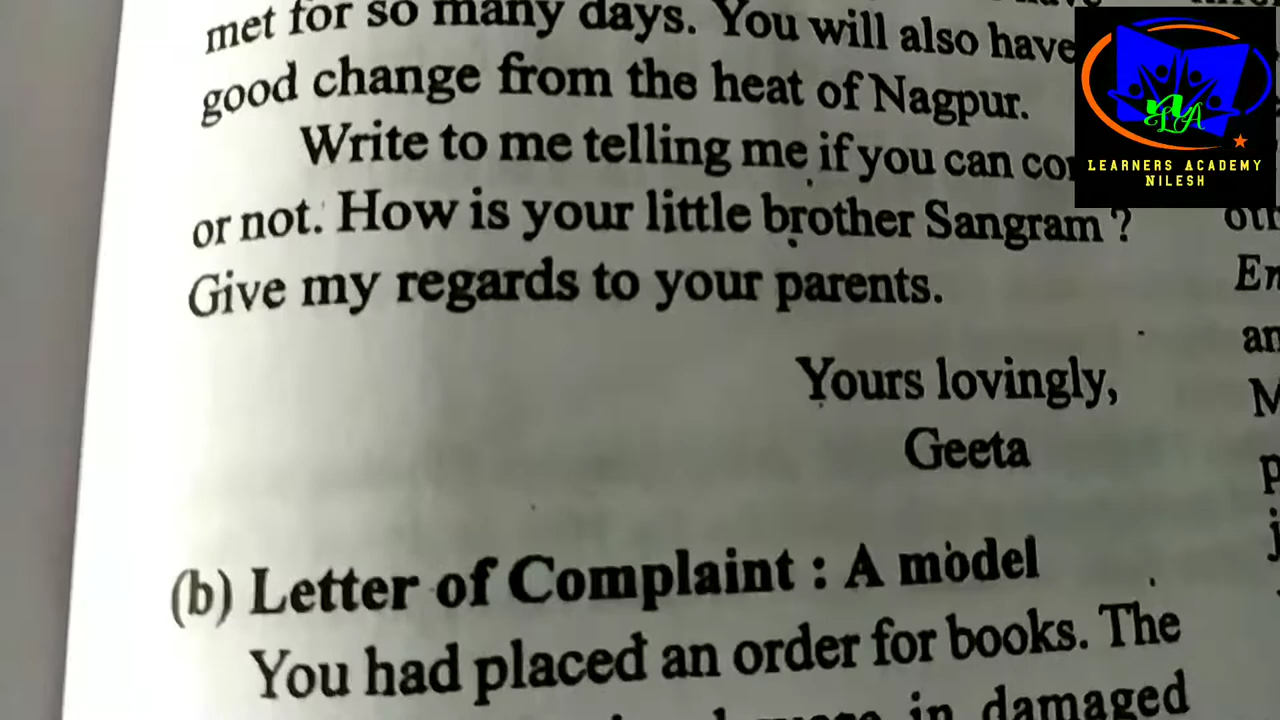 met for so many days. You will also have
good change from the heat of Nagpur.
Write to me telling me if you can
or not. How is your little brother Sangram ?
Give my regards to your parents.
Yours lovingly,
Geeta
(b) Letter of Complaint : A model
You had placed an order for books. The
in damaged
LA
LEARNERS ACADEMY
NILESH